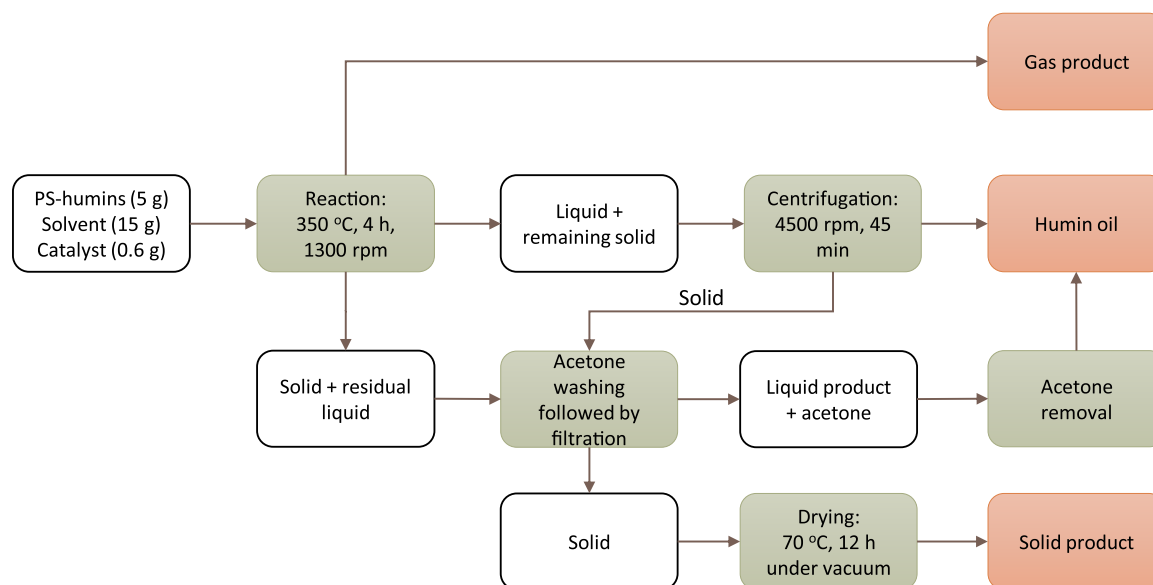 Gas product
PS-humins (5 g)
Solvent (15 g)
Catalyst (0.6 g)
Reaction:
350 °C, 4 h,
1300 rpm
Liquid +
remaining solid
Centrifugation:
4500 rpm, 45
min
Humin oil
Solid
Solid + residual
liquid
Acetone
washing
followed by
filtration
Liquid product
+ acetone
Acetone
removal
Solid
Drying:
70 °C, 12 h
under vacuum
Solid product